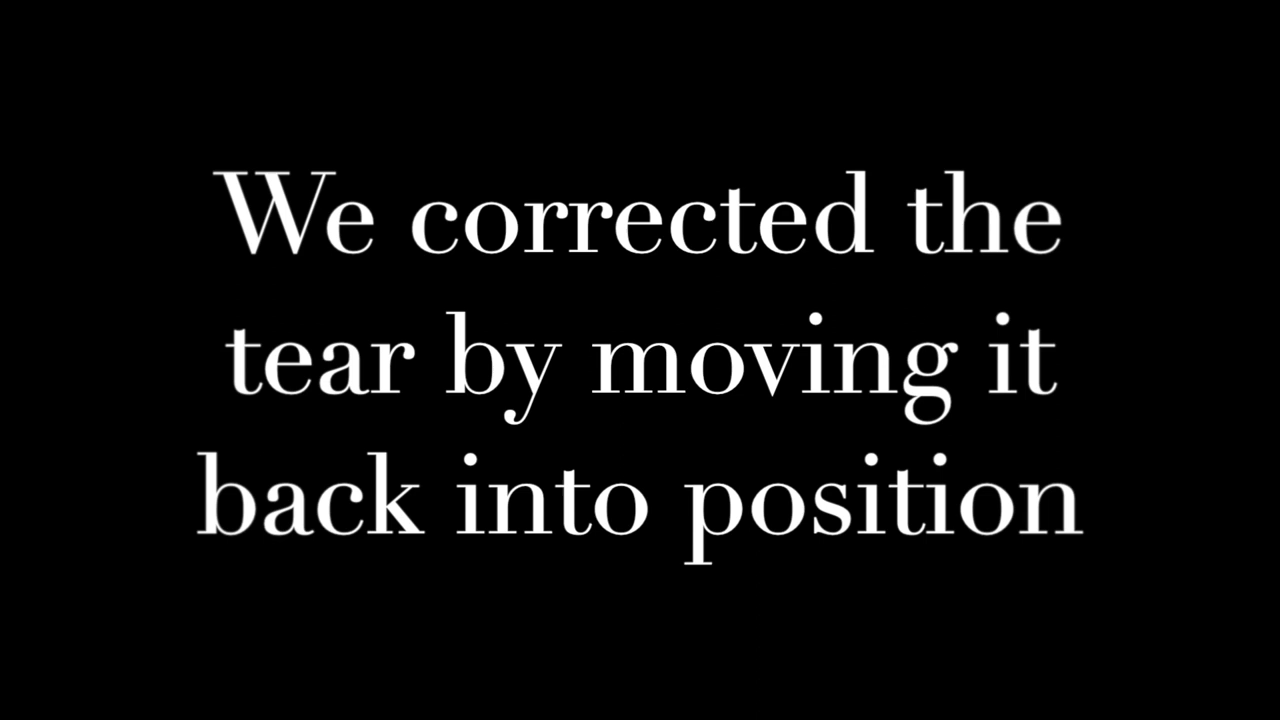 We corrected the
tear by moving it
back into position